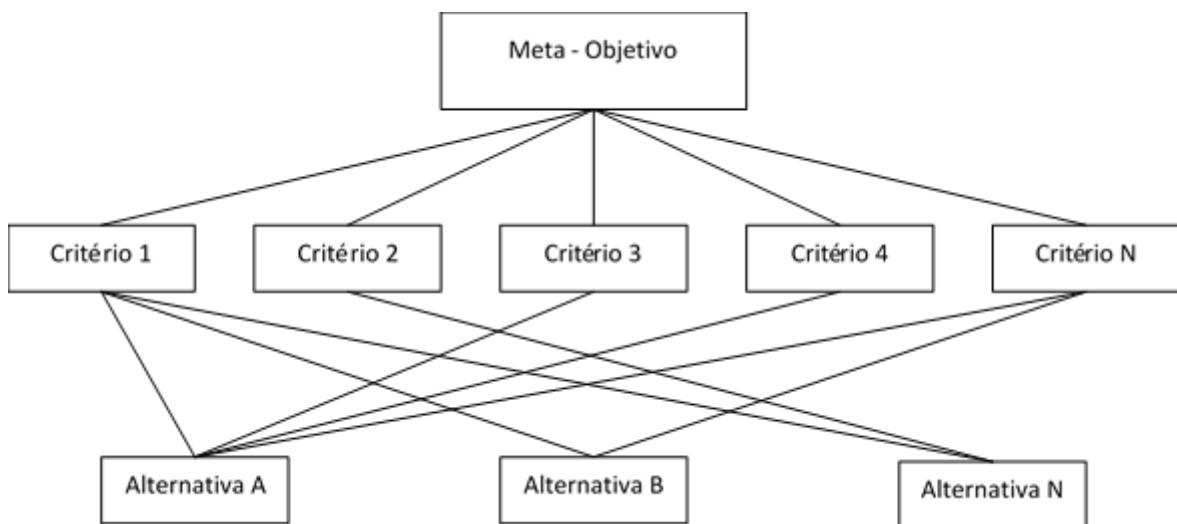 Meta - Objetivo
Critério 1
Critério 2
Critério 3
Critério 4
Critério N
Alternativa A
Alternativa B
Alternativa N